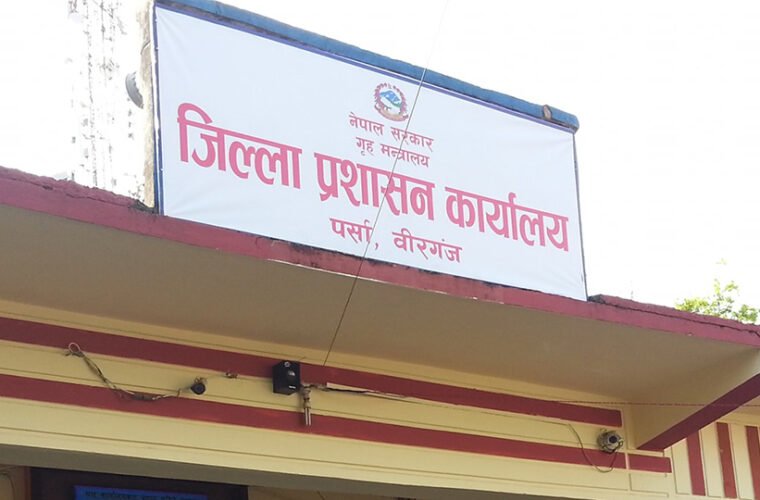 नेपाल सरकार
गृह मन्त्रालय
जिल्ला प्रशासन कार्यालय
पर्सा, वीरगंज